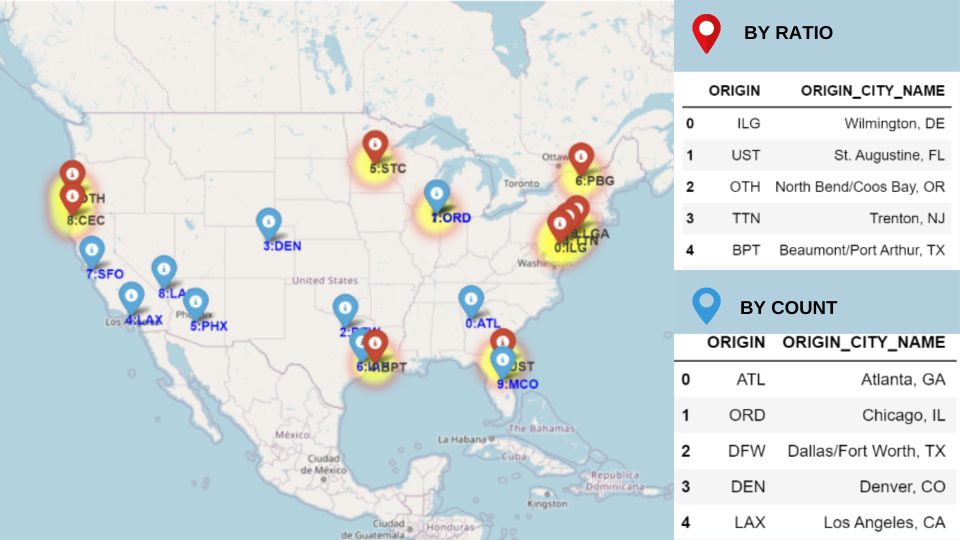 Ottawa
5:STC
6:PBG
Toronto
OTH
8:CEC
1:ORD
3:DEN
LGA
TTN
0:ILG
Washington
7:SFO
United States
8:LA
Los
4:LAX
Ph
5:PHX
2:DFW
0:ATL
6:IAH
BPT
UST
9:MCO
The Bahamas
México
La Habana
Cuba
Ciudad
de México
República
Dominicana
Kingston
Ciudad
de Guatemala
Honduras
BY RATIO
ORIGIN ORIGIN_CITY_NAME
0 ILG Wilmington, DE
1 UST St. Augustine, FL
2 OTH North Bend/Coos Bay, OR
3 TTN Trenton, NJ
4 BPT Beaumont/Port Arthur, TX
BY COUNT
ORIGIN ORIGIN_CITY_NAME
0 ATL Atlanta, GA
1 ORD Chicago, IL
2 DFW Dallas/Fort Worth, TX
3 DEN Denver, CO
4 LAX Los Angeles, CA